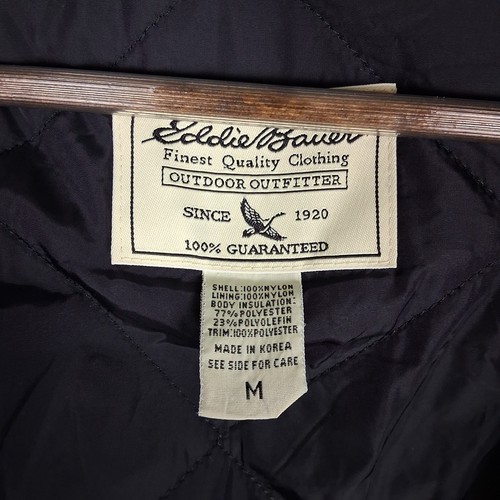 Eddie Bauer
Finest Quality Clothing
OUTDOOR OUTFITTER
SINCE 1920
100% GUARANTEED
SHELL:100%NYLON
LINING:100%NYLON
BODY INSULATION:
77%POLYESTER
23%POLYOLEFIN
TRIM:100%POLYESTER
MADE IN KOREA
SEE SIDE FOR CARE
M